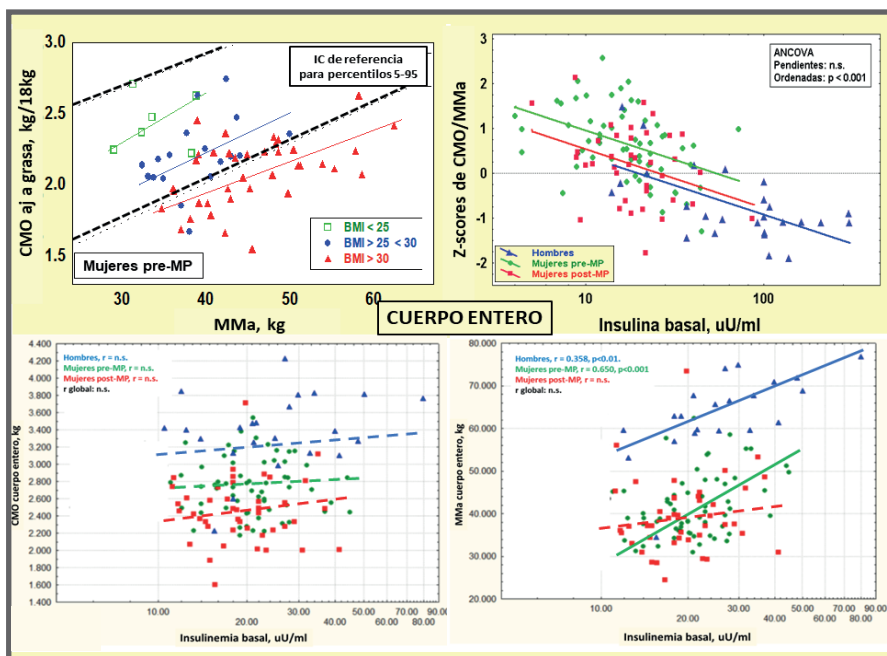 3.0
2.5
2.0
1.5
CMO aj a grasa, kg/18kg
IC de referencia
para percentilos 5-95
BMI < 25
BMI > 25 < 30
BMI > 30
Mujeres pre-MP
30 40 50 60
MMa, kg
3
2
1
0
-1
-2
Z-scores de CMO/MMa
ANCOVA
Pendientes: n.s.
Ordenadas: p < 0.001
Hombres
Mujeres pre-MP
Mujeres post-MP
10 100
Insulina basal, uU/ml
CUERPO ENTERO
4.400
4.200
4.000
3.800
3.600
3.400
3.200
3.000
2.800
2.600
2.400
2.200
2.000
1.800
1.600
1.400
CMO cuerpo entero, kg
Hombres, r = n.s.
Mujeres pre-MP, r = n.s.
Mujeres post-MP, r = n.s.
r global: n.s.
10.00 30.00 50.00 70.00 90.00
20.00 40.00 60.00 80.00
Insulinemia basal, uU/ml
80.000
70.000
60.000
50.000
40.000
30.000
20.000
MMa cuerpo entero, kg
Hombres, r = 0.358, p<0.01.
Mujeres pre-MP, r = 0.650, p<0.001
Mujeres post-MP, r = n.s.
r global: n.s.
10.00 30.00 50.00 70.00 90.00
20.00 40.00 60.00 80.00
Insulinemia basal, uU/ml